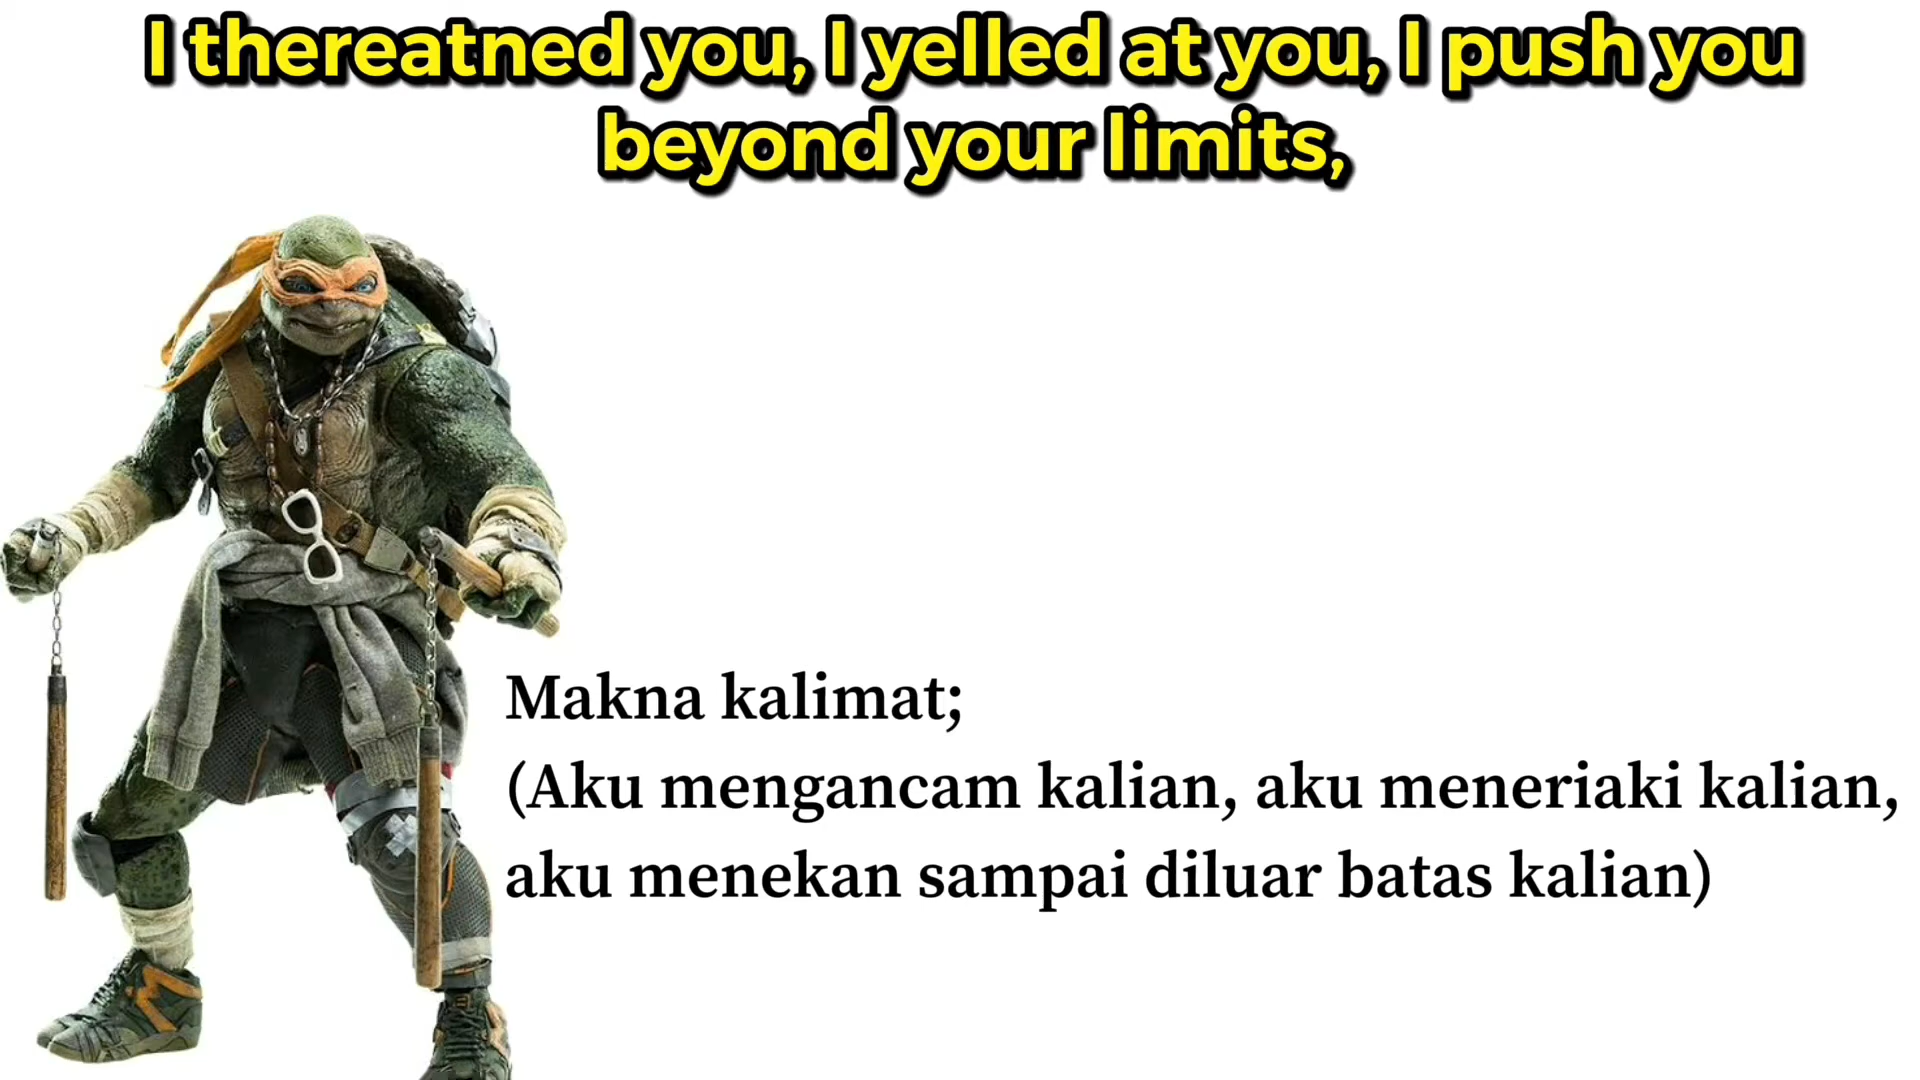 I thereatned you, I yelled at you, I push you
beyond your limits,
Makna kalimat;
(Aku mengancam kalian, aku meneriaki kalian,
aku menekan sampai diluar batas kalian)